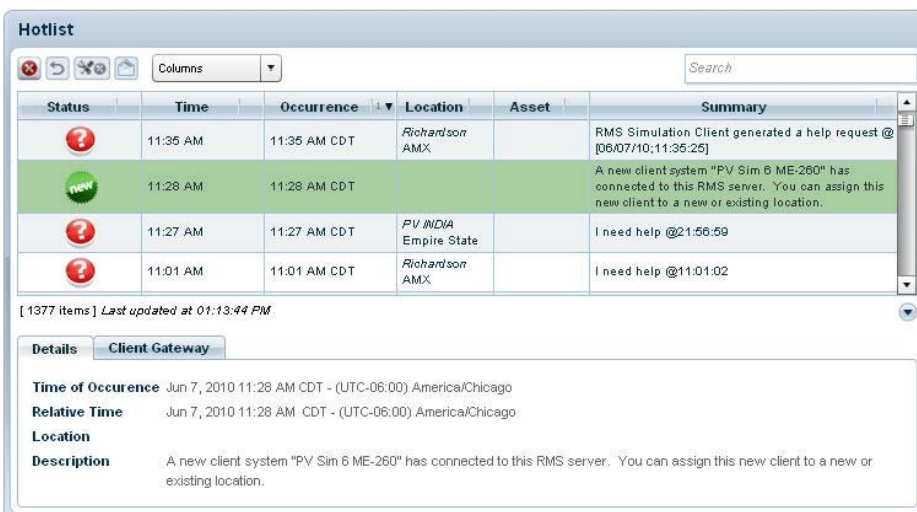 Hotlist
Columns
Search
Status Time Occurrence 1 Location Asset Summary
11:35 AM 11:35 AM CDT Richardson AMX RMS Simulation Client generated a help request @ [06/07/10;11:35:25]
new 11:28 AM 11:28 AM CDT A new client system "PV Sim 6 ME-260" has connected to this RMS server. You can assign this new client to a new or existing location.
? 11:27 AM 11:27 AM CDT PV INDIA Empire State I need help @21:56:59
? 11:01 AM 11:01 AM CDT Richardson AMX I need help @11:01:02
[ 1377 items ] Last updated at 01:13:44 PM
Details Client Gateway
Time of Occurence Jun 7, 2010 11:28 AM CDT - (UTC-06:00) America/Chicago
Relative Time Jun 7, 2010 11:28 AM CDT - (UTC-06:00) America/Chicago
Location
Description A new client system "PV Sim 6 ME-260" has connected to this RMS server. You can assign this new client to a new or
existing location.